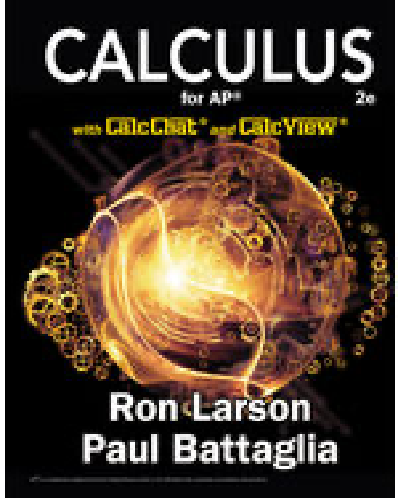 CALCULUS
for AP® 2e
with CalcChat® and CalcView®
Ron Larson
Paul Battaglia